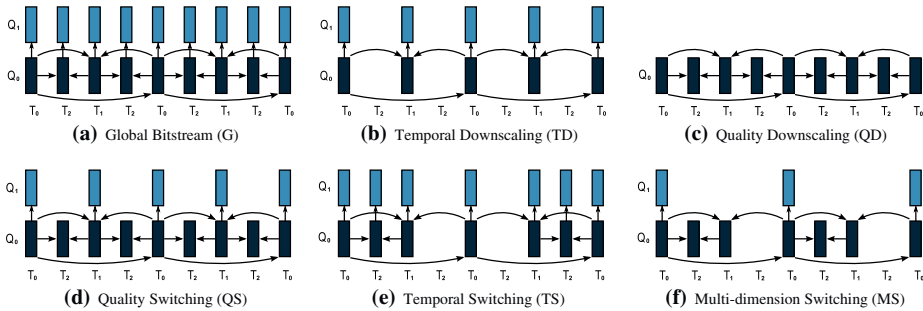 Q₁
Q₀
T₀ T₂ T₁ T₂ T₀ T₂ T₁ T₂ T₀
(a) Global Bitstream (G)
Q₁
Q₀
T₀ T₂ T₁ T₂ T₀ T₂ T₁ T₂ T₀
(b) Temporal Downscaling (TD)
Q₀
T₀ T₂ T₁ T₂ T₀ T₂ T₁ T₂ T₀
(c) Quality Downscaling (QD)
Q₁
Q₀
T₀ T₂ T₁ T₂ T₀ T₂ T₁ T₂ T₀
(d) Quality Switching (QS)
Q₁
Q₀
T₀ T₂ T₁ T₂ T₀ T₂ T₁ T₂ T₀
(e) Temporal Switching (TS)
Q₁
Q₀
T₀ T₂ T₁ T₂ T₀ T₂ T₁ T₂ T₀
(f) Multi-dimension Switching (MS)